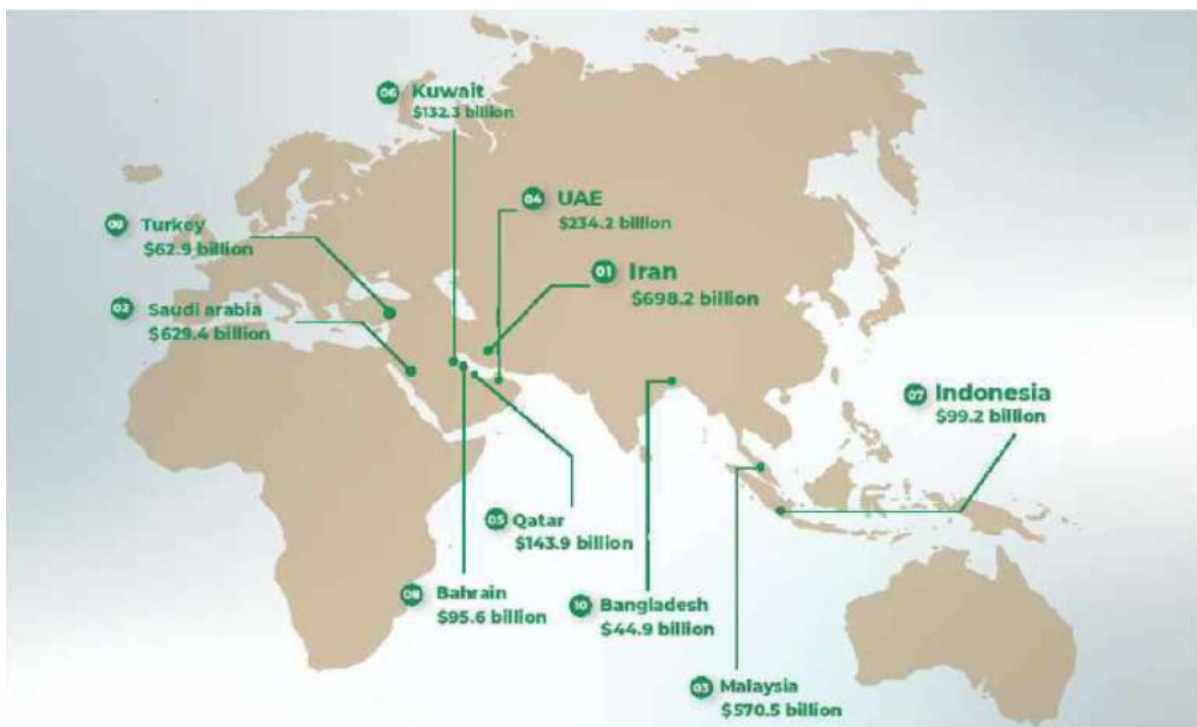 06 Kuwait
$132.3 billion
04 UAE
$234.2 billion
09 Turkey
$62.9 billion
01 Iran
$698.2 billion
02 Saudi arabia
$629.4 billion
07 Indonesia
$99.2 billion
05 Qatar
$143.9 billion
08 Bahrain
$95.6 billion
10 Bangladesh
$44.9 billion
03 Malaysia
$570.5 billion